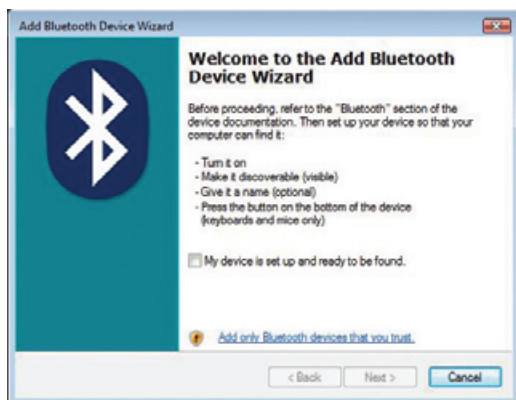 Add Bluetooth Device Wizard
Welcome to the Add Bluetooth
Device Wizard
Before proceeding, refer to the "Bluetooth" section of the
device documentation. Then set up your device so that your
computer can find it:
- Turn it on
- Make it discoverable (visible)
- Give it a name (optional)
- Press the button on the bottom of the device
(keyboards and mice only)
My device is set up and ready to be found.
Add only Bluetooth devices that you trust.
< Back Next > Cancel